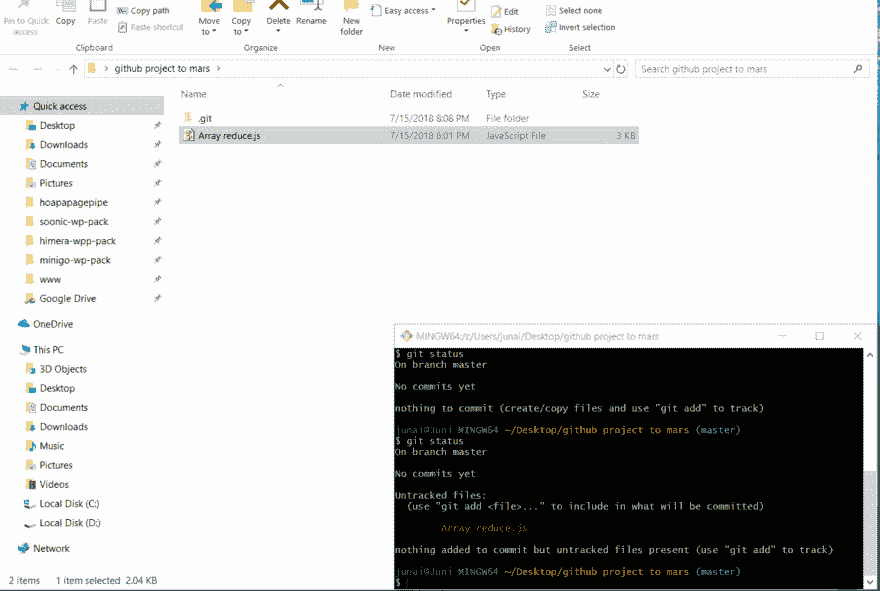 Pin to Quick access
Copy
Paste
Copy path
Paste shortcut
Clipboard
Move to
Copy to
Delete
Rename
Organize
New folder
Easy access
New
Properties
Edit
History
Open
Select none
Invert selection
Select
github project to mars
Search github project to mars
Name
Date modified
Type
Size
.git
7/15/2018 8:08 PM
File folder
Array reduce.js
7/15/2018 6:01 PM
JavaScript File
3 KB
Quick access
Desktop
Downloads
Documents
Pictures
hoapapagepipe
soonic-wp-pack
himera-wpp-pack
minigo-wp-pack
www
Google Drive
OneDrive
This PC
3D Objects
Desktop
Documents
Downloads
Music
Pictures
Videos
Local Disk (C:)
Local Disk (D:)
Network
2 items
1 item selected 2.04 KB
MINGW64:/c/Users/junai/Desktop/github project to mars
$ git status
On branch master
No commits yet
nothing to commit (create/copy files and use "git add" to track)
junai@Juni MINGW64 ~/Desktop/github project to mars (master)
$ git status
On branch master
No commits yet
Untracked files:
(use "git add <file>..." to include in what will be committed)
Array reduce.js
nothing added to commit but untracked files present (use "git add" to track)
junai@Juni MINGW64 ~/Desktop/github project to mars (master)
$